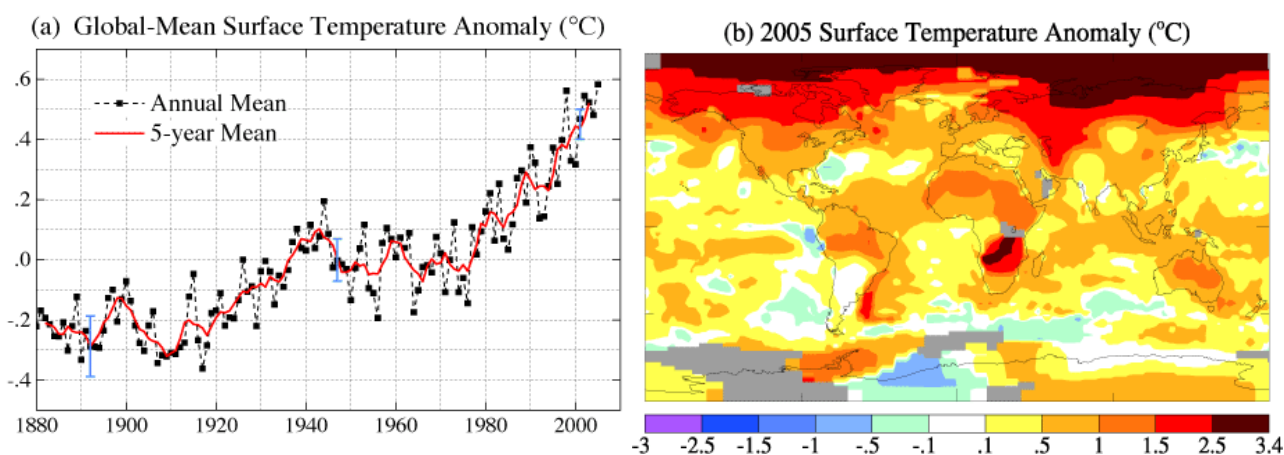 (a) Global-Mean Surface Temperature Anomaly (°C)
.6
.4
.2
.0
-.2
-.4
Annual Mean
5-year Mean
1880 1900 1920 1940 1960 1980 2000
(b) 2005 Surface Temperature Anomaly (°C)
-3 -2.5 -1.5 -1 -.5 -.1 .1 .5 1 1.5 2.5 3.4